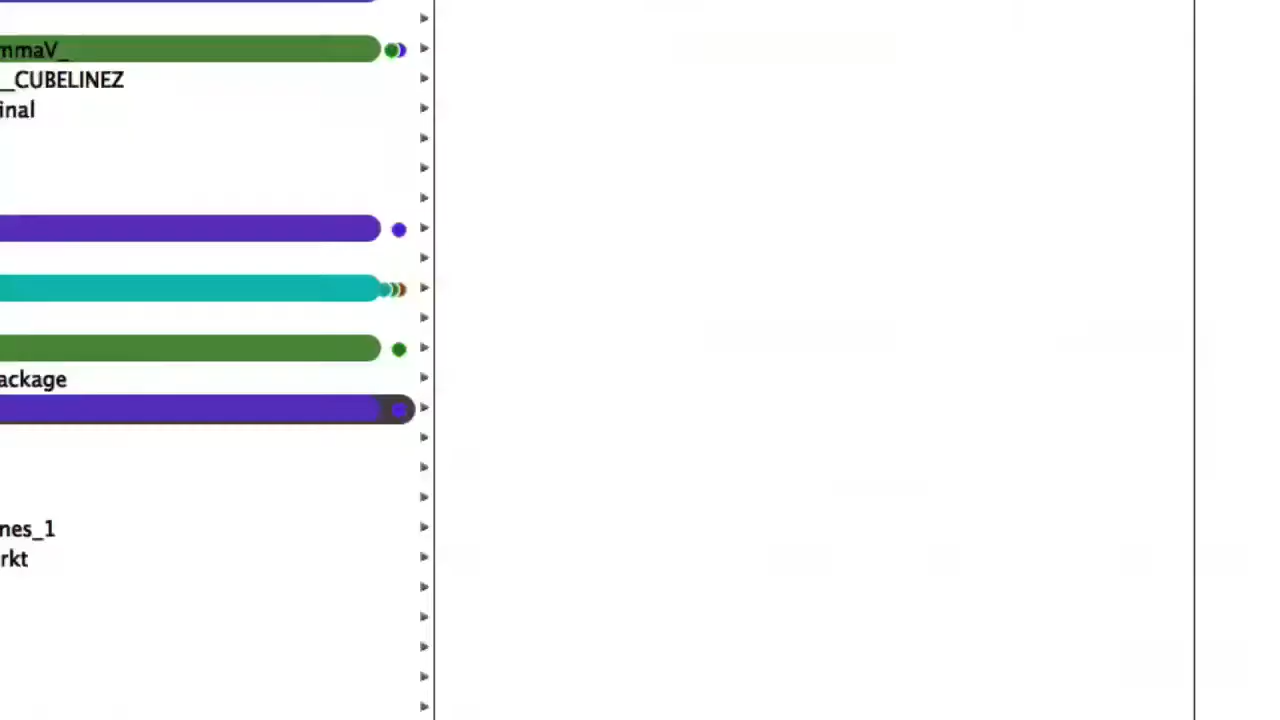 mmaV_
_CUBELINEZ
inal
ackage
nes_1
rkt